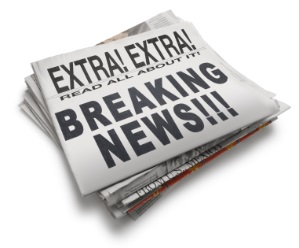 EXTRA! EXTRA!
READ ALL ABOUT IT!
BREAKING
NEWS!!!